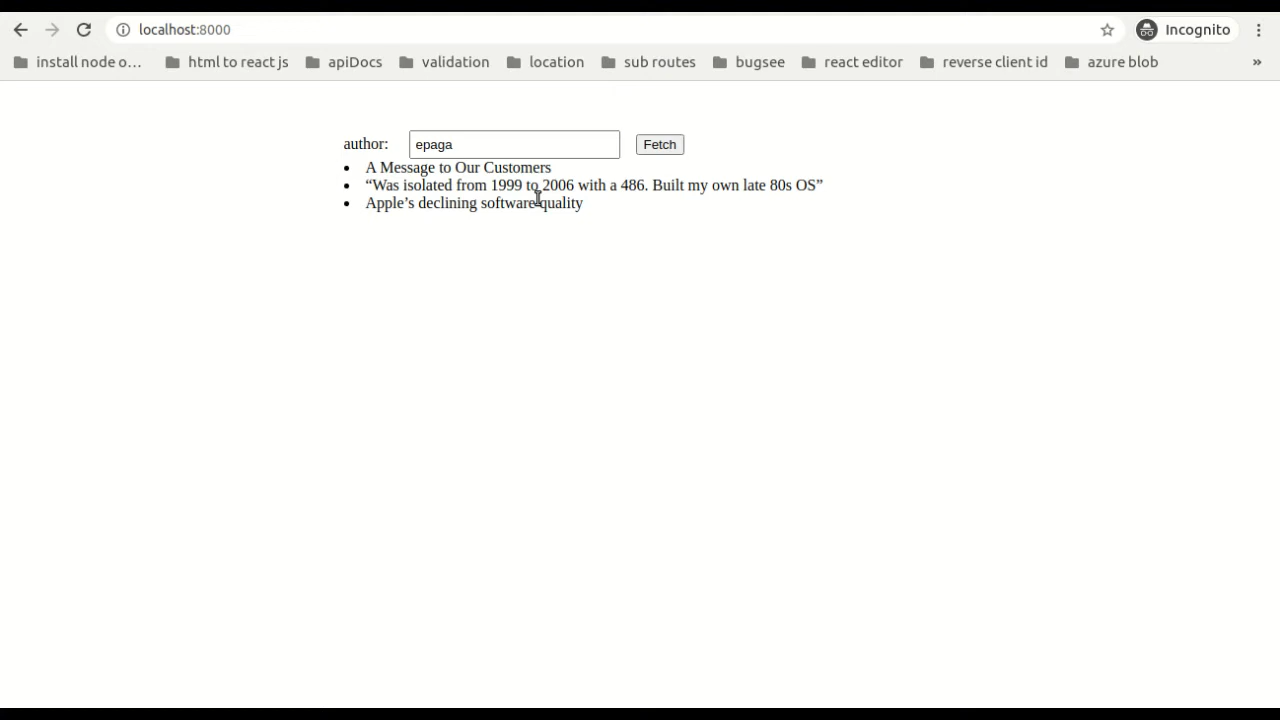 localhost:8000
Incognito
install node o…
html to react js
apiDocs
validation
location
sub routes
bugsee
react editor
reverse client id
azure blob
»
author:
epaga
Fetch
• A Message to Our Customers
• “Was isolated from 1999 to 2006 with a 486. Built my own late 80s OS”
• Apple’s declining software quality